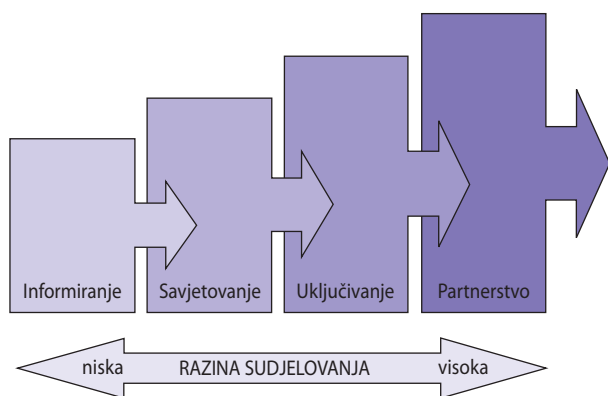 Informiranje Savjetovanje Uključivanje Partnerstvo
niska RAZINA SUDJELOVANJA visoka